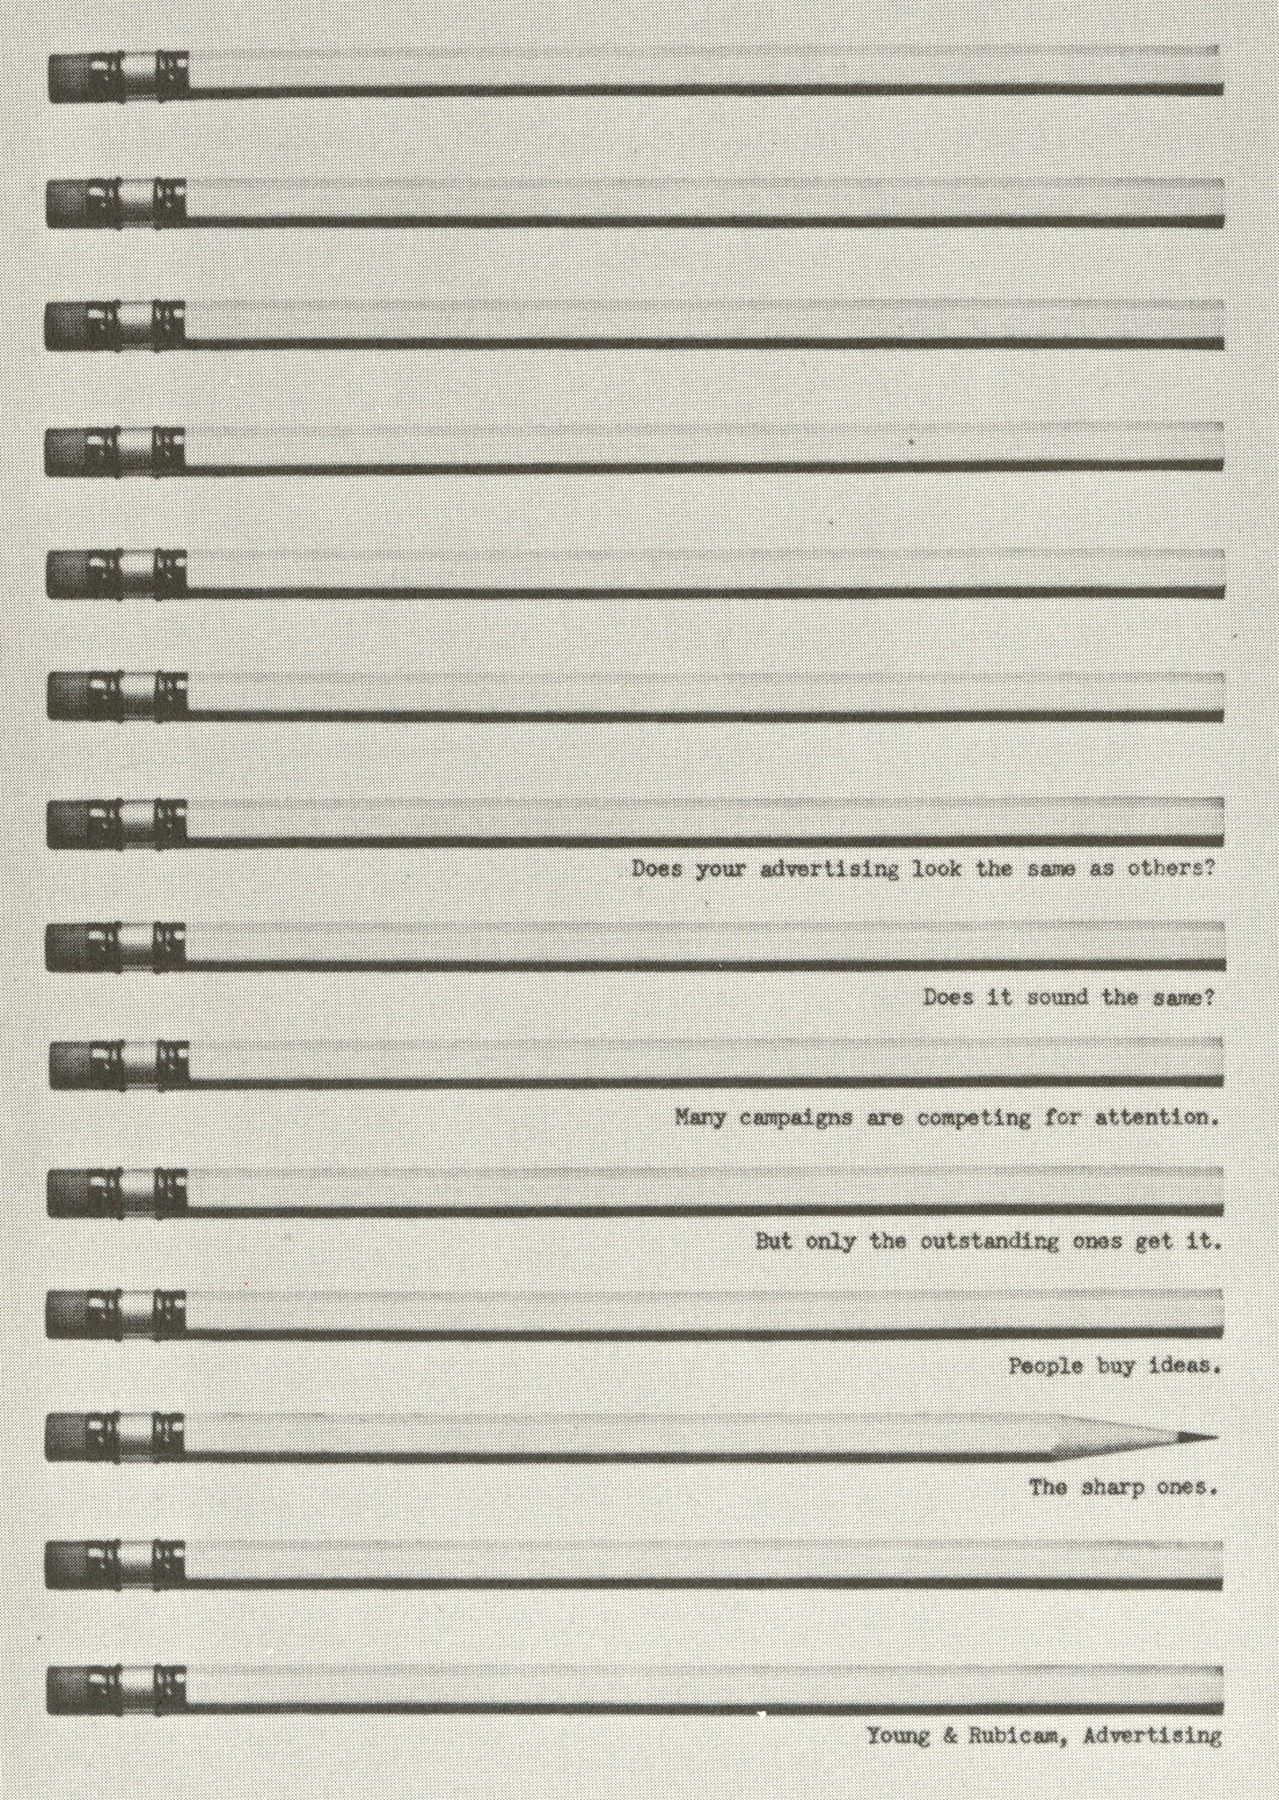 Does your advertising look the same as others?
Does it sound the same?
Many campaigns are competing for attention.
But only the outstanding ones get it.
People buy ideas.
The sharp ones.
Young & Rubicam, Advertising